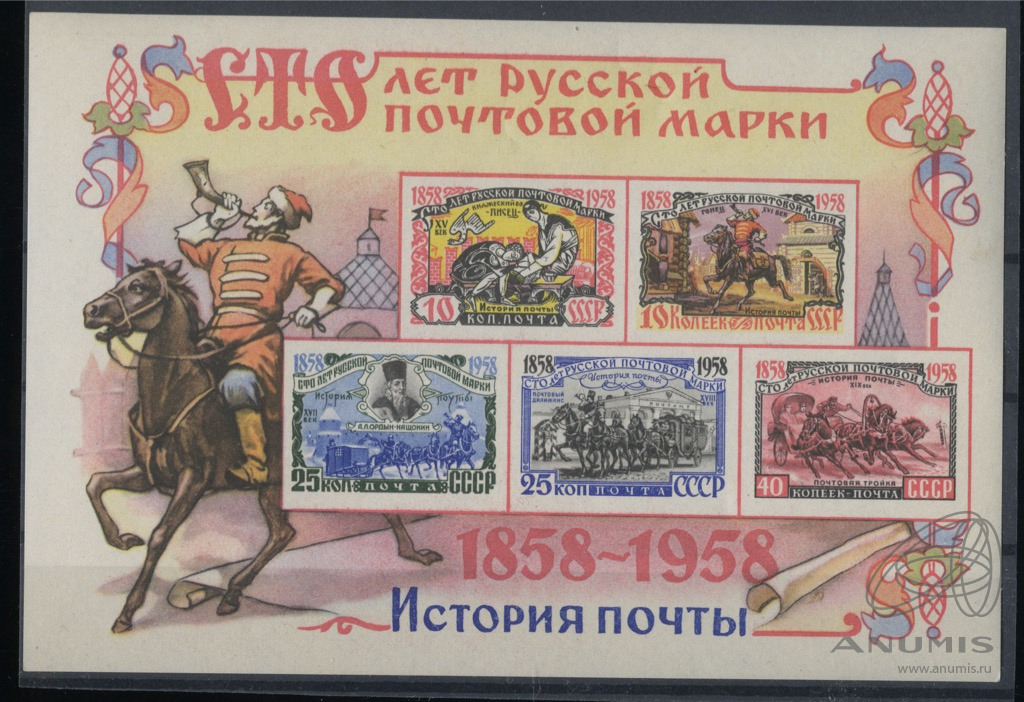 СТО ЛЕТ РУССКОЙ
ПОЧТОВОЙ МАРКИ
1858 1958
СТО ЛЕТ РУССКОЙ ПОЧТОВОЙ МАРКИ
ПИСЕЦ
XV
ВЕК
ИСТОРИЯ ПОЧТЫ
10 КОП. ПОЧТА СССР
1858 1958
СТО ЛЕТ РУССКОЙ ПОЧТОВОЙ МАРКИ
ГОНЕЦ XVI ВЕК
ИСТОРИЯ ПОЧТЫ
10 КОПЕЕК ПОЧТА СССР
1858 1958
СТО ЛЕТ РУССКОЙ ПОЧТОВОЙ МАРКИ
ИСТОРИЯ ПОЧТЫ
XVII
ВЕК
А.Л.ОРДЫН-НАЩОКИН
25 КОП ПОЧТА СССР
1858 1958
СТО ЛЕТ РУССКОЙ ПОЧТОВОЙ МАРКИ
История почты
ПОЧТОВЫЙ
ДИЛИЖАНС
XVIII
ВЕК
25 КОП ПОЧТА СССР
1858 1958
СТО ЛЕТ РУССКОЙ ПОЧТОВОЙ МАРКИ
ИСТОРИЯ ПОЧТЫ
XIX ВЕК
ПОЧТОВАЯ ТРОЙКА
40 КОПЕЕК-ПОЧТА СССР
1858~1958
ИСТОРИЯ ПОЧТЫ
ANUMIS
www.anumis.ru